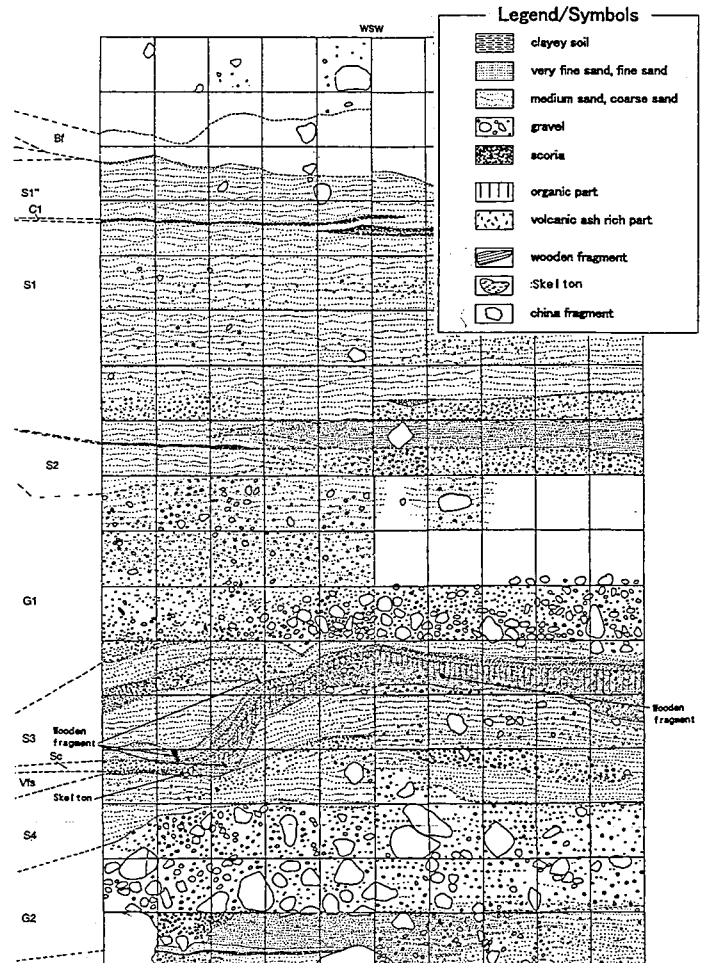 WSW
Legend/Symbols
clayey soil
very fine sand, fine sand
medium sand, coarse sand
gravel
scoria
organic part
volcanic ash rich part
wooden fragment
:Skelton
china fragment
Bf
S1"
C1
S1
S2
G1
S3
Wooden
fragment
Sc
Vfs
Skelton
Wooden
fragment
S4
G2